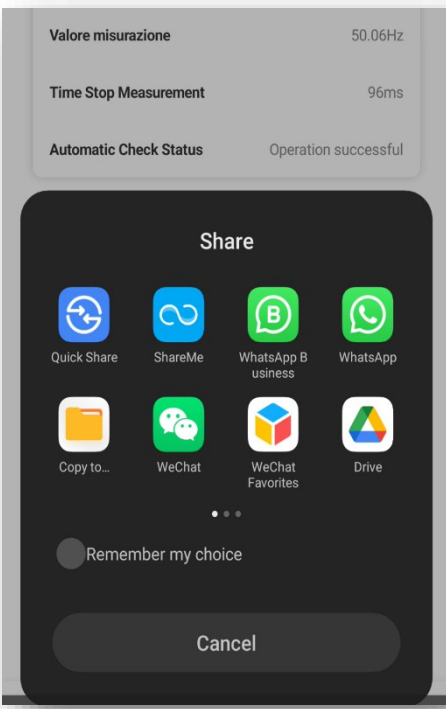 Valore misurazione 50.06Hz
Time Stop Measurement 96ms
Automatic Check Status Operation successful
Share
Quick Share ShareMe WhatsApp B WhatsApp
usiness
B
Copy to... WeChat WeChat Drive
Favorites
Remember my choice
Cancel